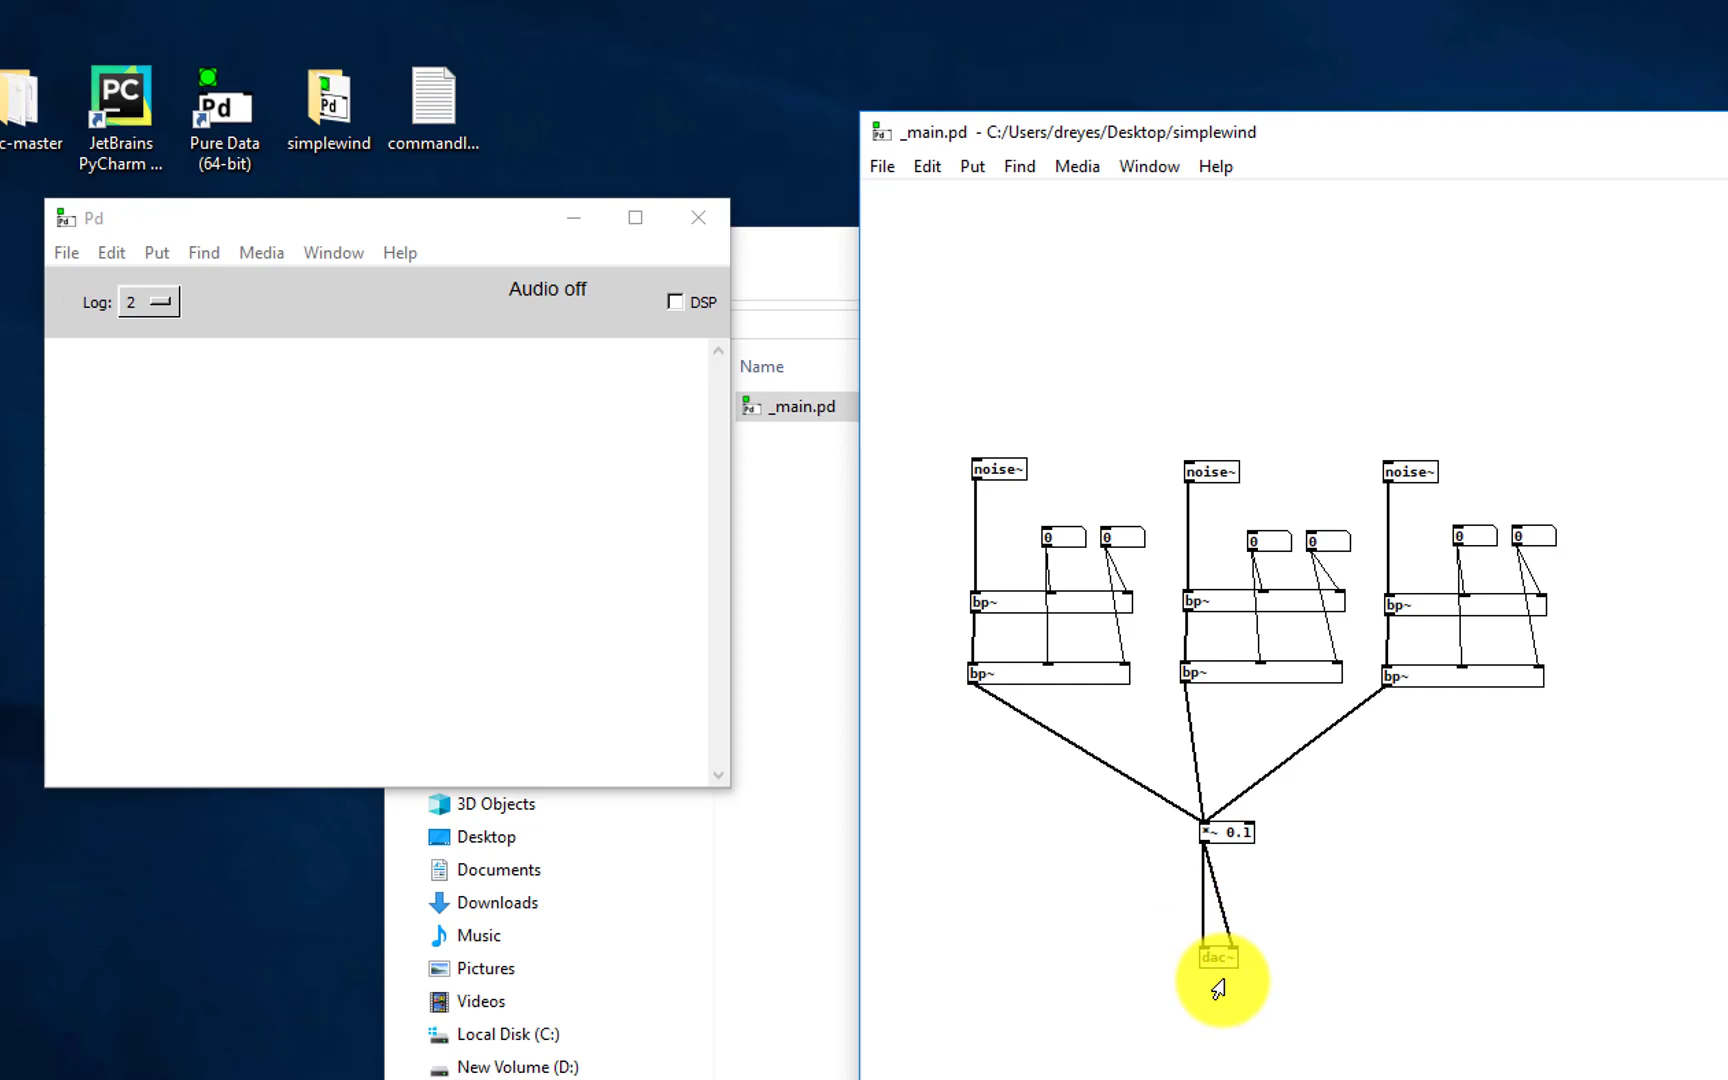 c-master
JetBrains
PyCharm ...
Pure Data
(64-bit)
simplewind
commandl...
PC
Pd
Pd
Pd
File Edit Put Find Media Window Help
Log: 2
Audio off
DSP
Name
_main.pd
3D Objects
Desktop
Documents
Downloads
Music
Pictures
Videos
Local Disk (C:)
New Volume (D:)
_main.pd - C:/Users/dreyes/Desktop/simplewind
File Edit Put Find Media Window Help
noise~ noise~ noise~
0 0 0 0 0 0
bp~ bp~ bp~
bp~ bp~ bp~
*~ 0.1
dac~